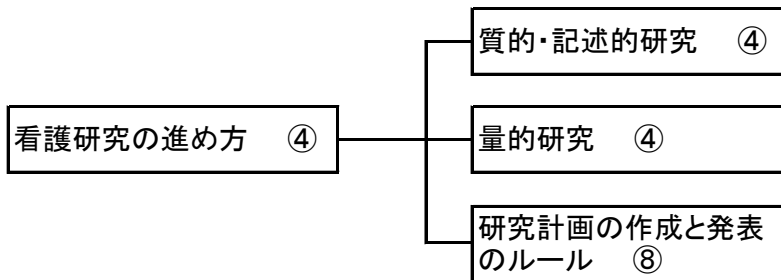 質的・記述的研究　④
看護研究の進め方　④
量的研究　④
研究計画の作成と発表
のルール　⑧